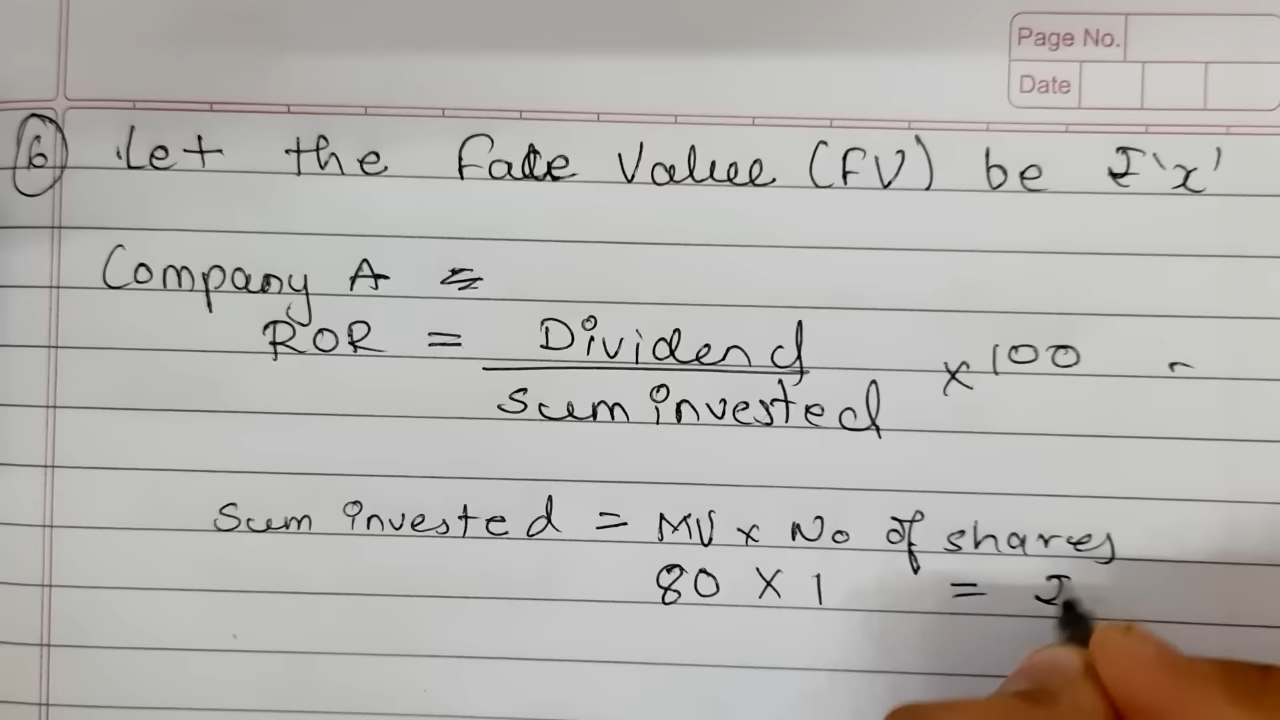 Page No.
Date
6 Let the Face Value (FV) be ₹'x'
Company A =
ROR = Dividend / Sum invested × 100 -
Sum invested = MV × No of shares
80 × 1 = ₹